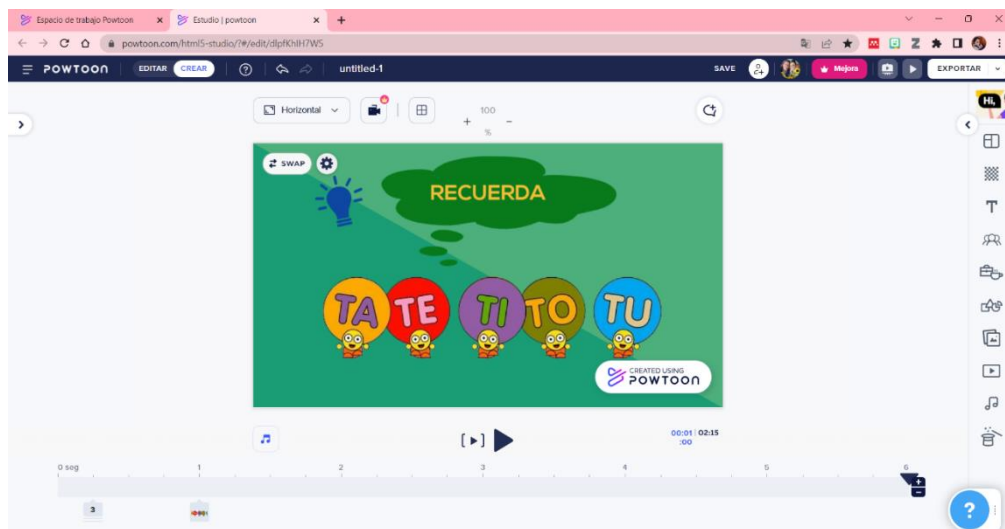 Espacio de trabajo Powtoon
Estudio | powtoon
powtoon.com/html5-studio/?#/edit/dlpfKhIH7W5
POWTOON EDITAR CREAR untitled-1 SAVE Mejora EXPORTAR
Horizontal
100
+ -
%
Hi,
SWAP
RECUERDA
TA TE TI TO TU
CREATED USING
POWTOON
00:01 | 02:15
:00
0 seg 1 2 3 4 5 6
3
?